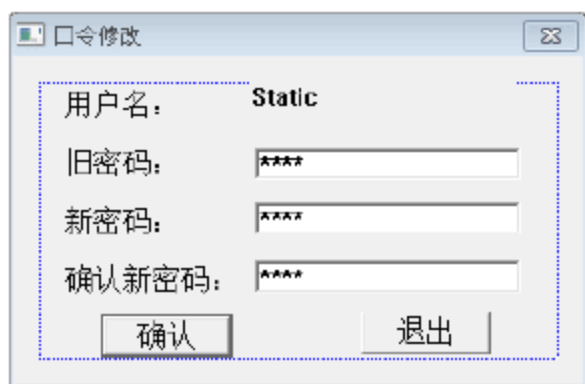 口令修改
用户名： Static
旧密码： ****
新密码： ****
确认新密码： ****
确认 退出